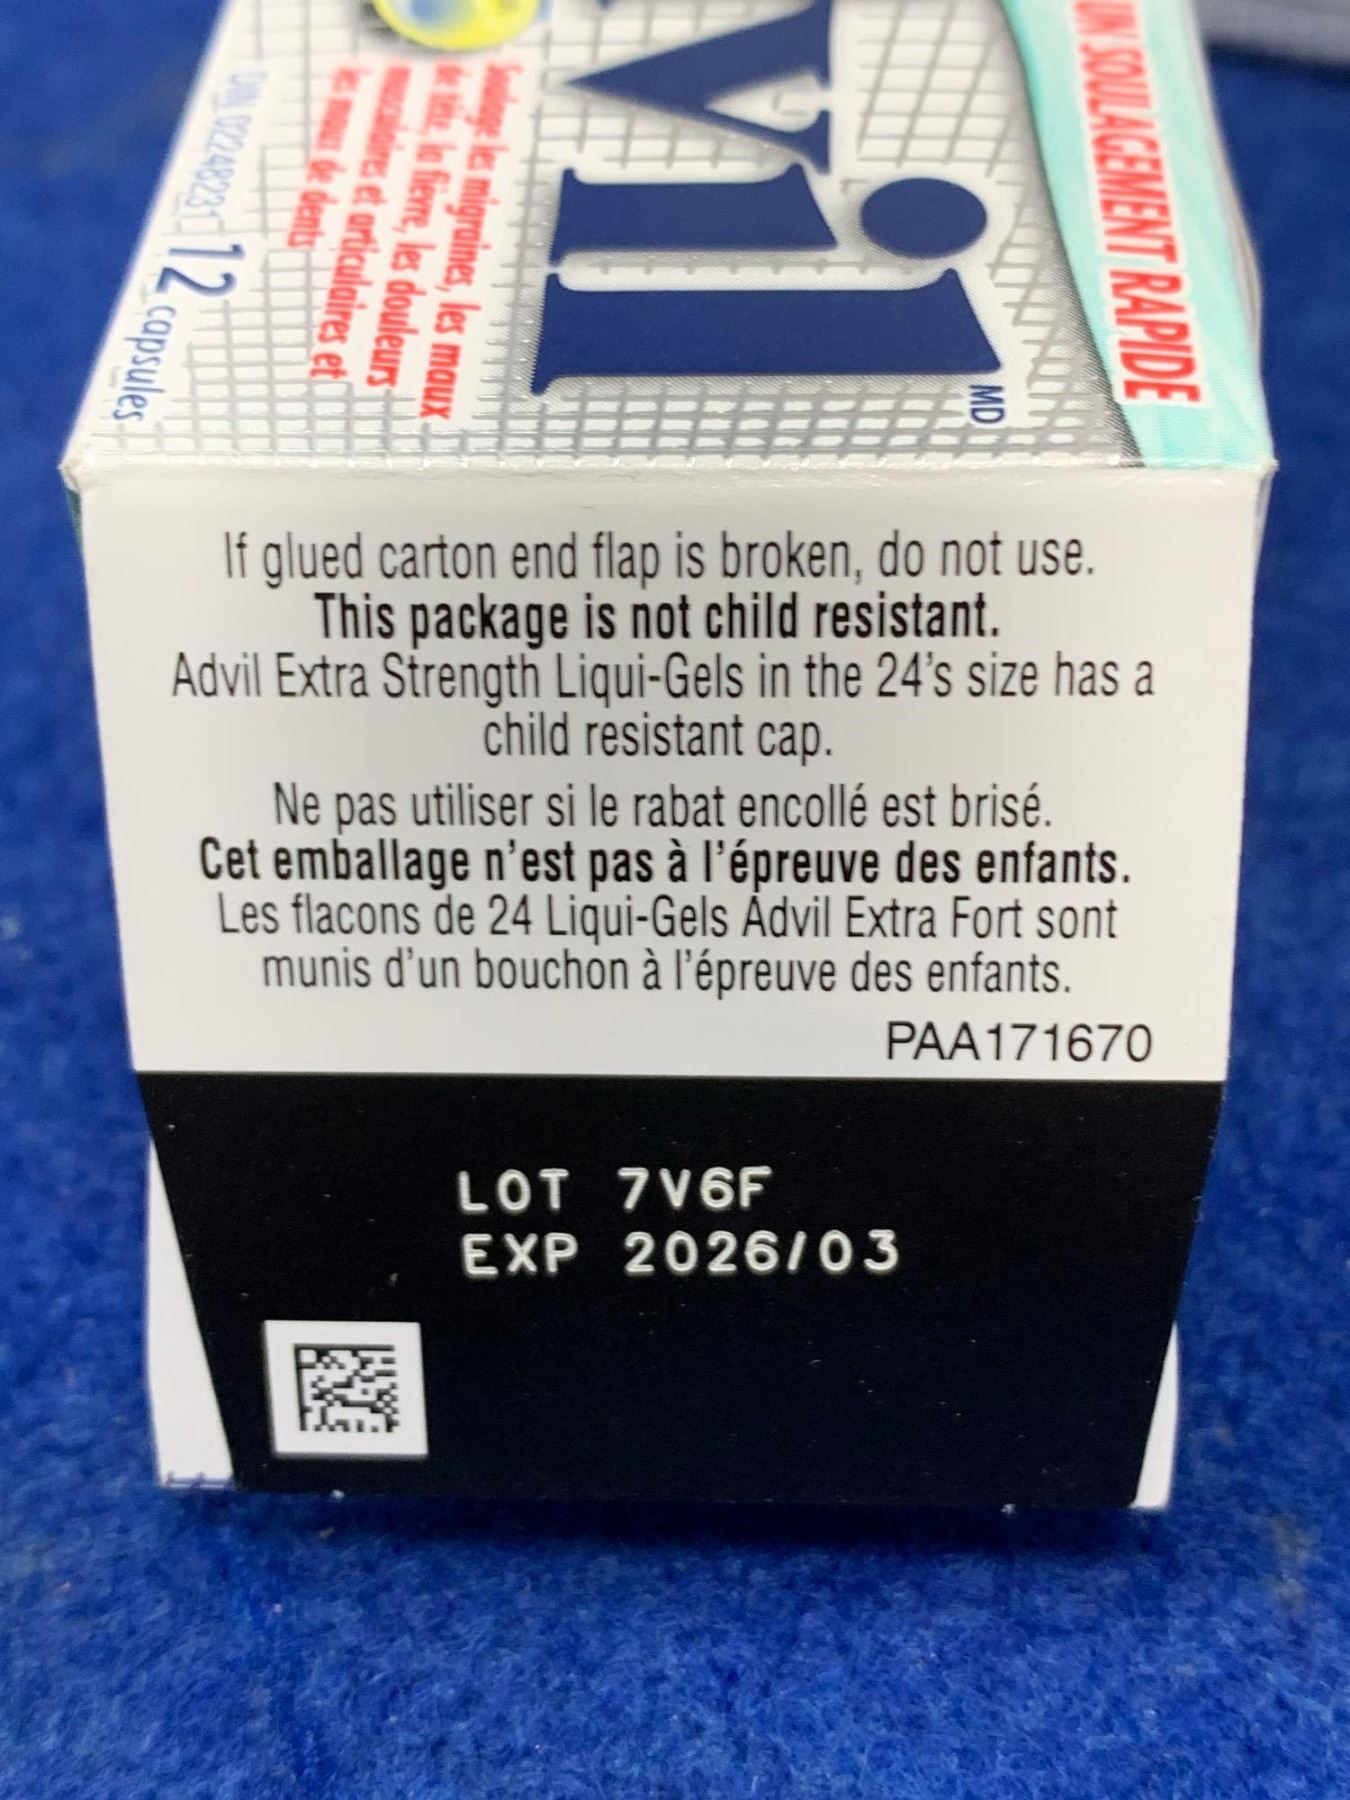 UN SOULAGEMENT RAPIDE
vil MD
Soulage les migraines, les maux
de tête, la fièvre, les douleurs
musculaires et articulaires et
les maux de dents
DIN 02248231
12 capsules
If glued carton end flap is broken, do not use.
This package is not child resistant.
Advil Extra Strength Liqui-Gels in the 24's size has a
child resistant cap.
Ne pas utiliser si le rabat encollé est brisé.
Cet emballage n'est pas à l'épreuve des enfants.
Les flacons de 24 Liqui-Gels Advil Extra Fort sont
munis d'un bouchon à l'épreuve des enfants.
PAA171670
LOT 7V6F
EXP 2026/03